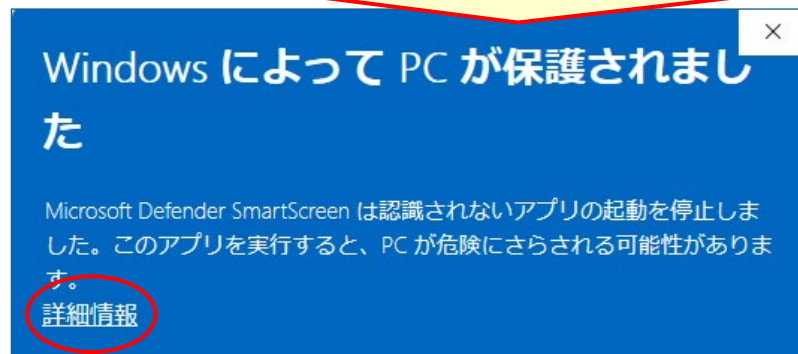 Windows によって PC が保護されまし
た
Microsoft Defender SmartScreen は認識されないアプリの起動を停止しま
した。このアプリを実行すると、PC が危険にさらされる可能性がありま
す。
詳細情報